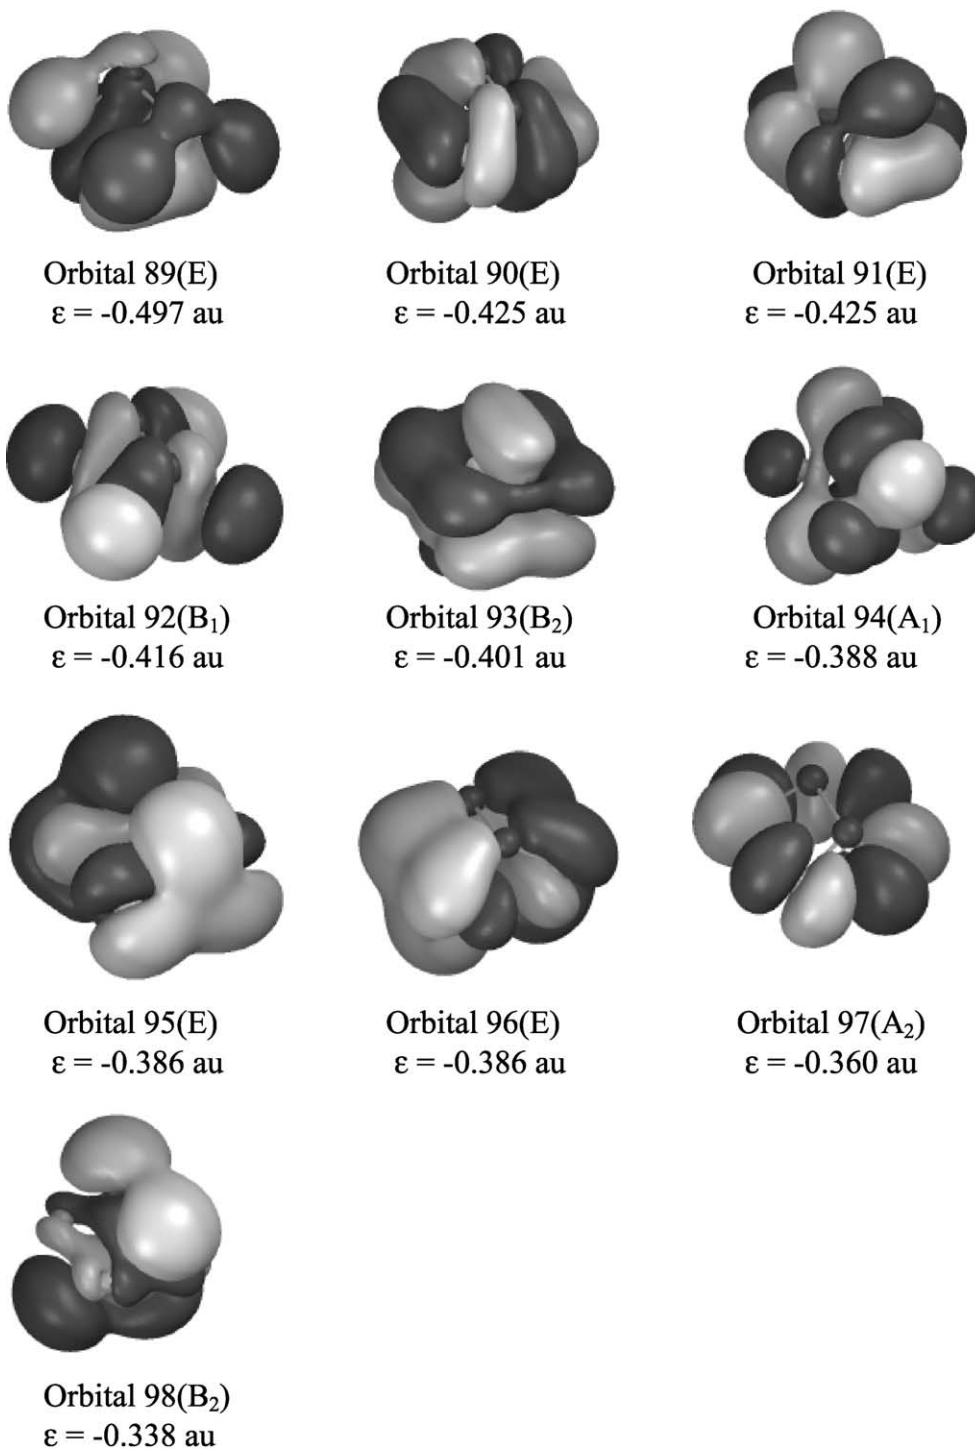 Orbital 89(E)
ε = -0.497 au
Orbital 90(E)
ε = -0.425 au
Orbital 91(E)
ε = -0.425 au
Orbital 92(B₁)
ε = -0.416 au
Orbital 93(B₂)
ε = -0.401 au
Orbital 94(A₁)
ε = -0.388 au
Orbital 95(E)
ε = -0.386 au
Orbital 96(E)
ε = -0.386 au
Orbital 97(A₂)
ε = -0.360 au
Orbital 98(B₂)
ε = -0.338 au